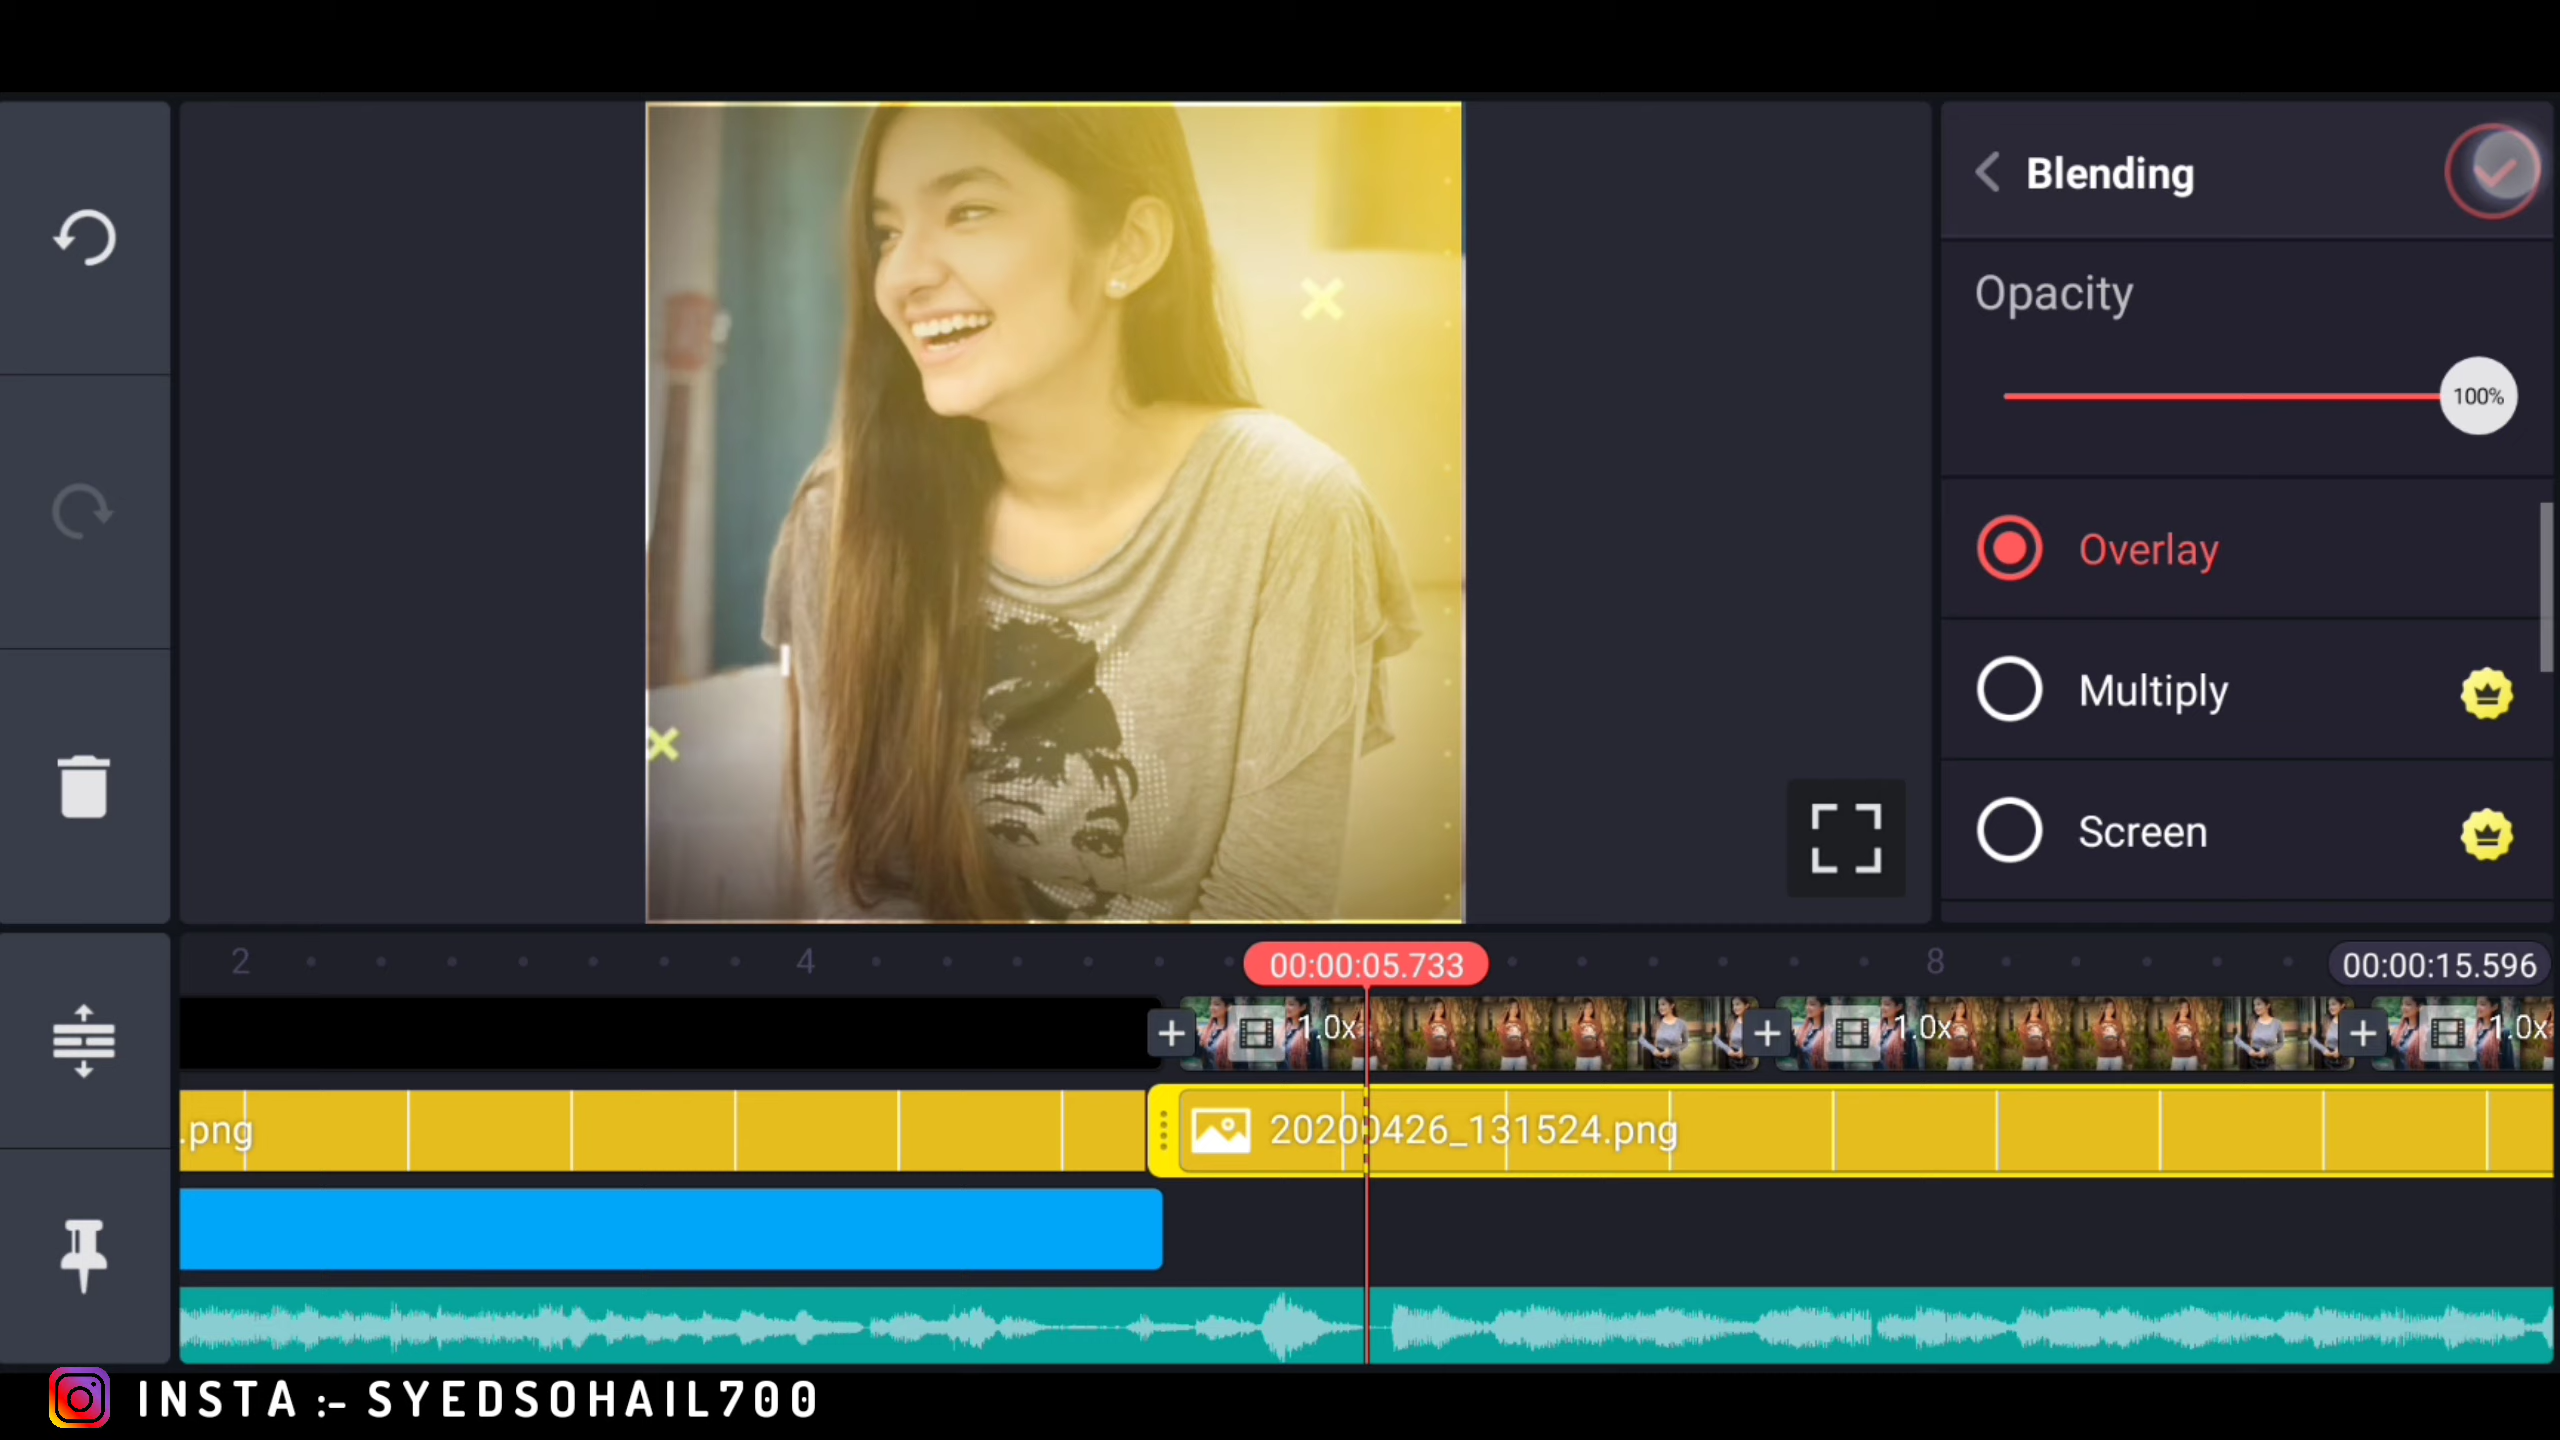 Blending
Opacity
100%
Overlay
Multiply
Screen
2
4
00:00:05.733
8
00:00:15.596
1.0x
1.0x
1.0x
.png
20200426_131524.png
INSTA :- SYEDSOHAIL700